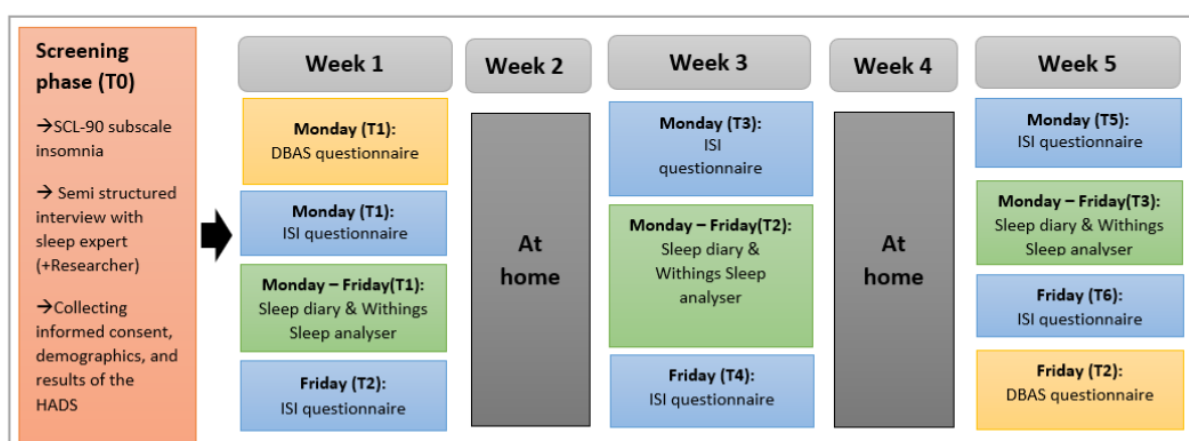 Screening
phase (T0)
→SCL-90 subscale
insomnia
→ Semi structured
interview with
sleep expert
(+Researcher)
→Collecting
informed consent,
demographics, and
results of the
HADS
Week 1
Monday (T1):
DBAS questionnaire
Monday (T1):
ISI questionnaire
Monday – Friday(T1):
Sleep diary & Withings
Sleep analyser
Friday (T2):
ISI questionnaire
Week 2
At
home
Week 3
Monday (T3):
ISI
questionnaire
Monday – Friday(T2):
Sleep diary &
Withings Sleep
analyser
Friday (T4):
ISI questionnaire
Week 4
At
home
Week 5
Monday (T5):
ISI questionnaire
Monday – Friday(T3):
Sleep diary & Withings
Sleep analyser
Friday (T6):
ISI questionnaire
Friday (T2):
DBAS questionnaire